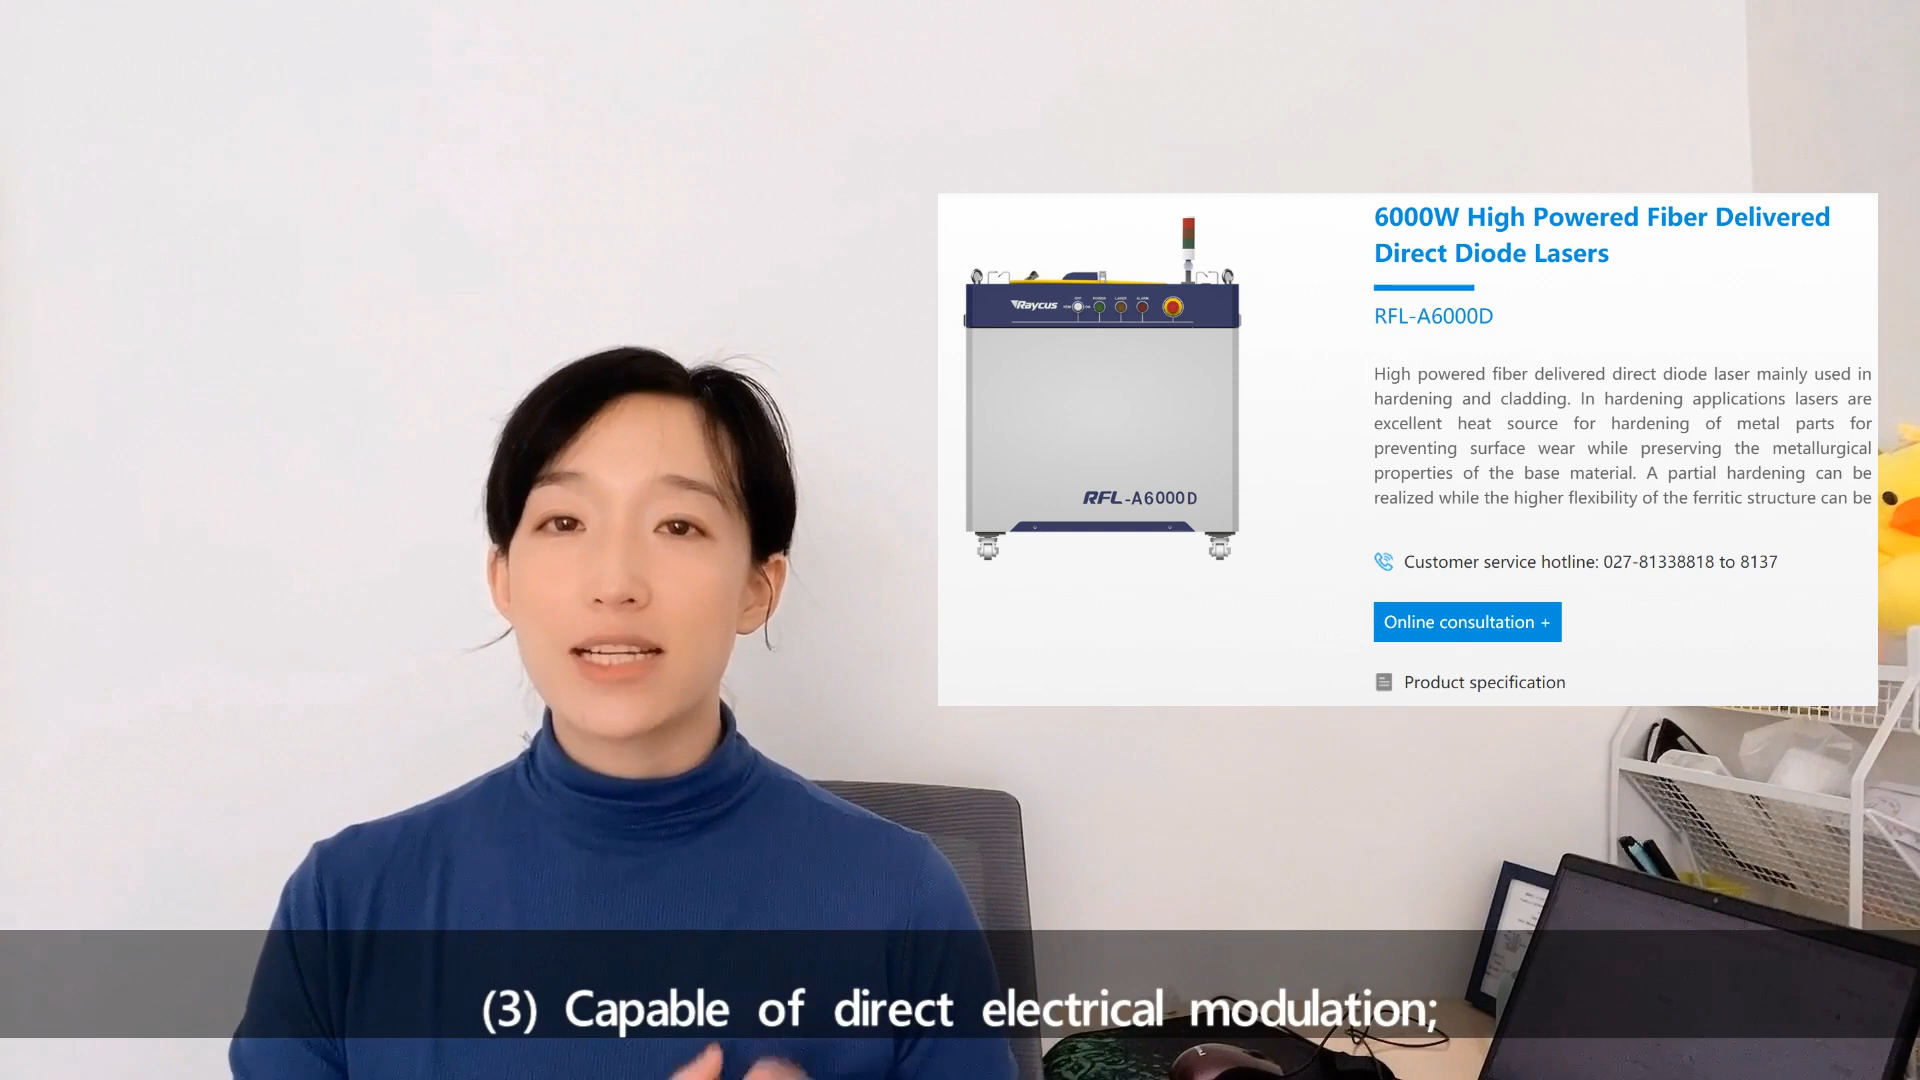 6000W High Powered Fiber Delivered
Direct Diode Lasers
RFL-A6000D
Raycus
RFL-A6000D
High powered fiber delivered direct diode laser mainly used in
hardening and cladding. In hardening applications lasers are
excellent heat source for hardening of metal parts for
preventing surface wear while preserving the metallurgical
properties of the base material. A partial hardening can be
realized while the higher flexibility of the ferritic structure can be
Customer service hotline: 027-81338818 to 8137
Online consultation +
Product specification
(3) Capable of direct electrical modulation;